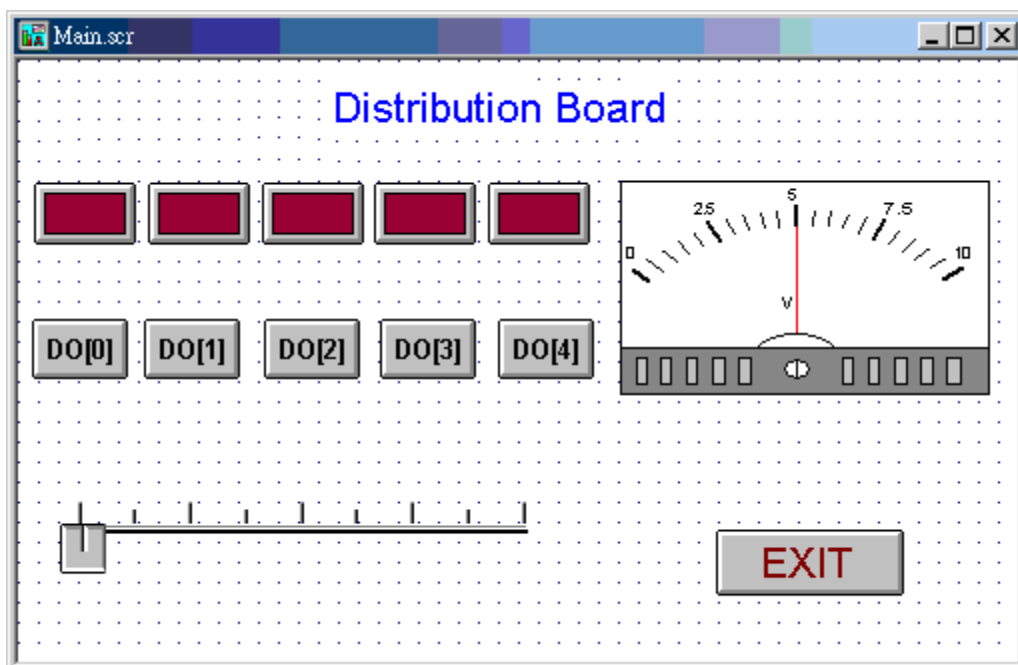 Main.scr
Distribution Board
0 2.5 5 7.5 10
V
DO[0] DO[1] DO[2] DO[3] DO[4]
EXIT